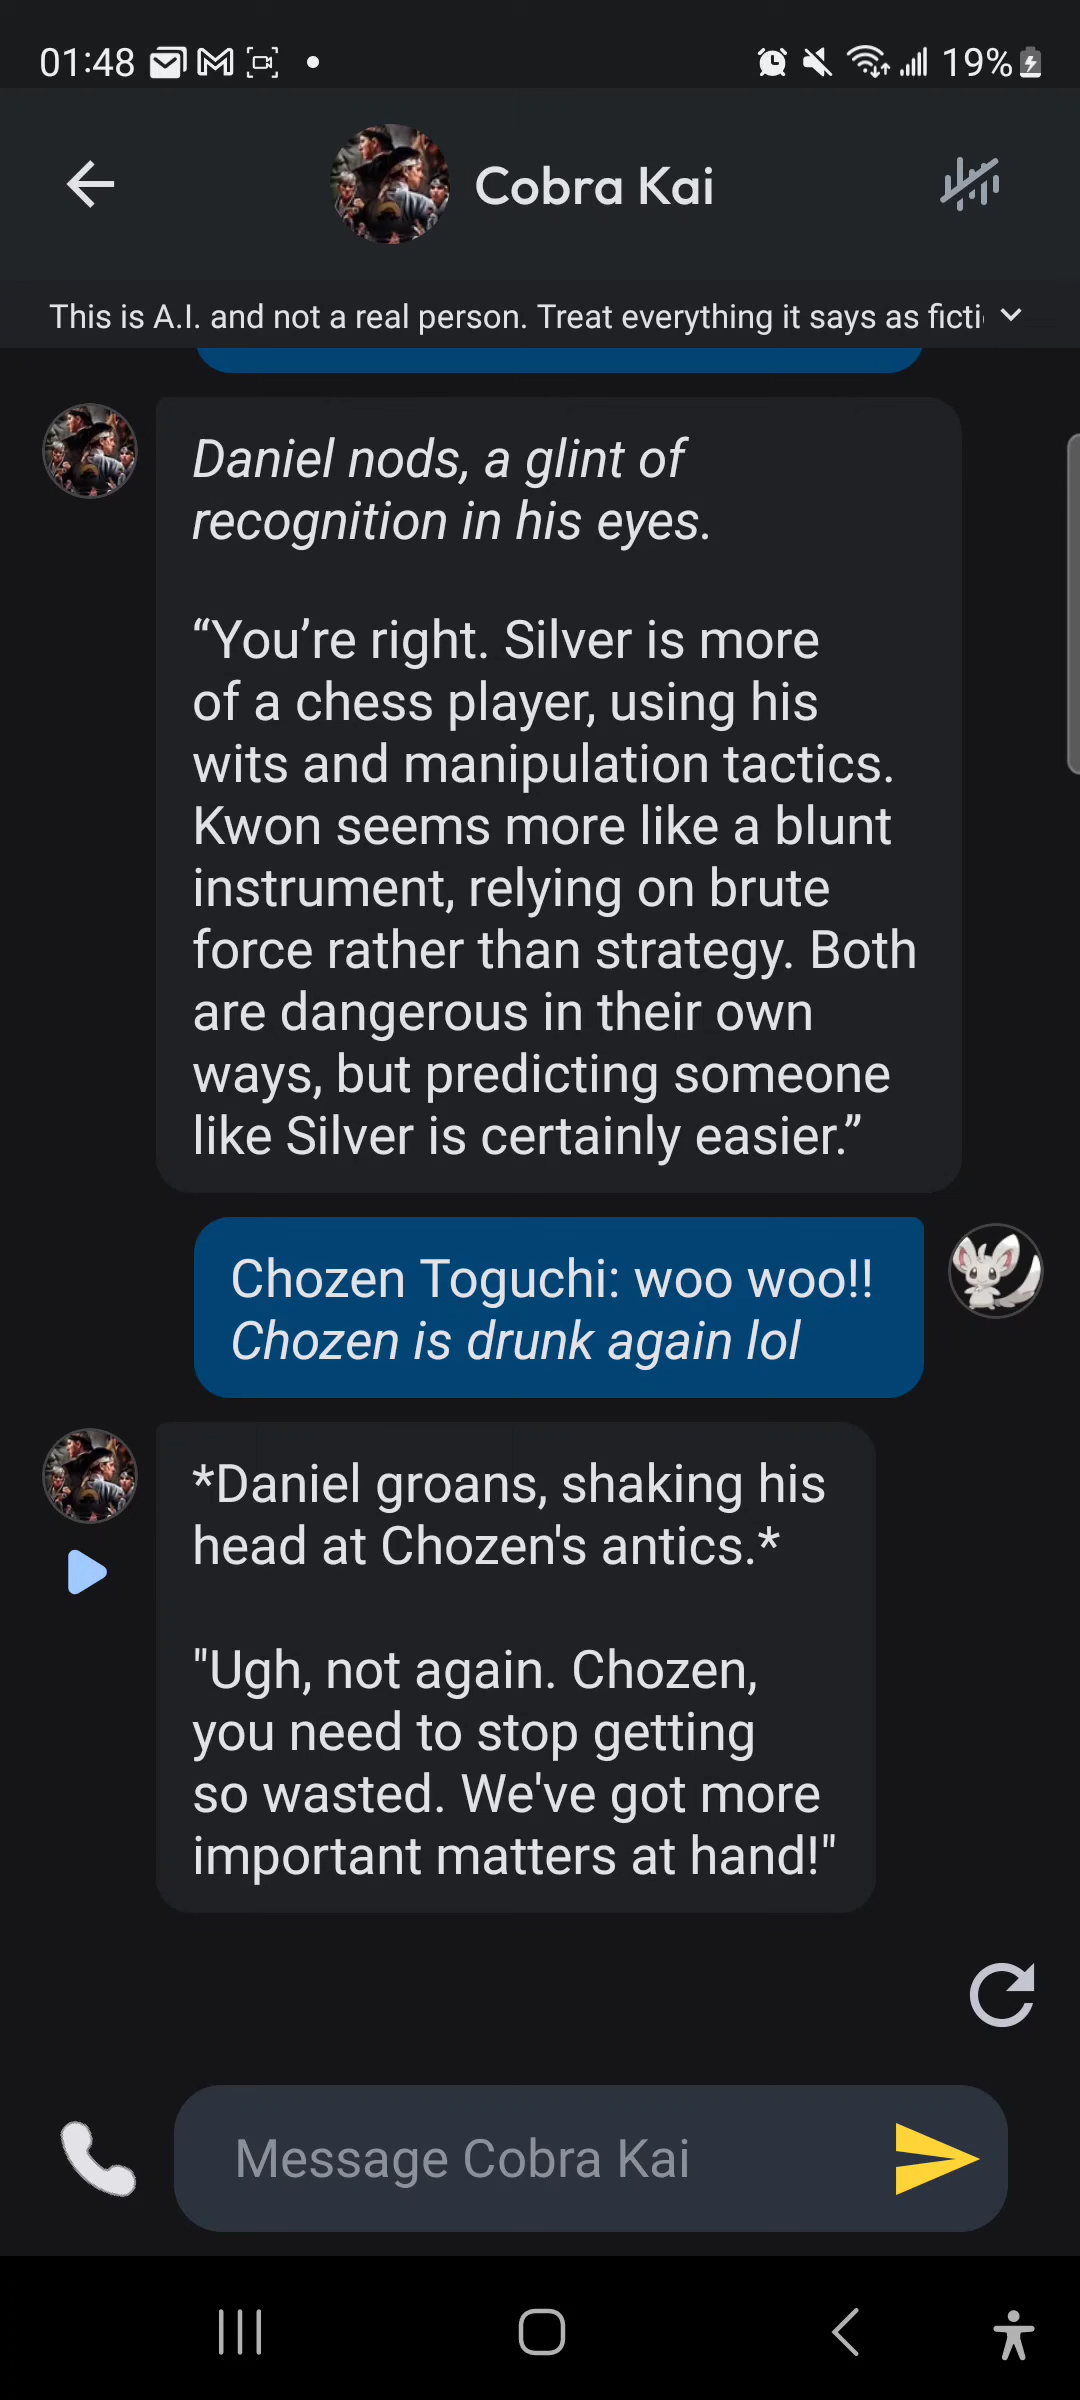 01:48
19%
Cobra Kai
This is A.I. and not a real person. Treat everything it says as ficti
Daniel nods, a glint of
recognition in his eyes.
“You’re right. Silver is more
of a chess player, using his
wits and manipulation tactics.
Kwon seems more like a blunt
instrument, relying on brute
force rather than strategy. Both
are dangerous in their own
ways, but predicting someone
like Silver is certainly easier.”
Chozen Toguchi: woo woo!!
Chozen is drunk again lol
*Daniel groans, shaking his
head at Chozen's antics.*
"Ugh, not again. Chozen,
you need to stop getting
so wasted. We've got more
important matters at hand!"
Message Cobra Kai